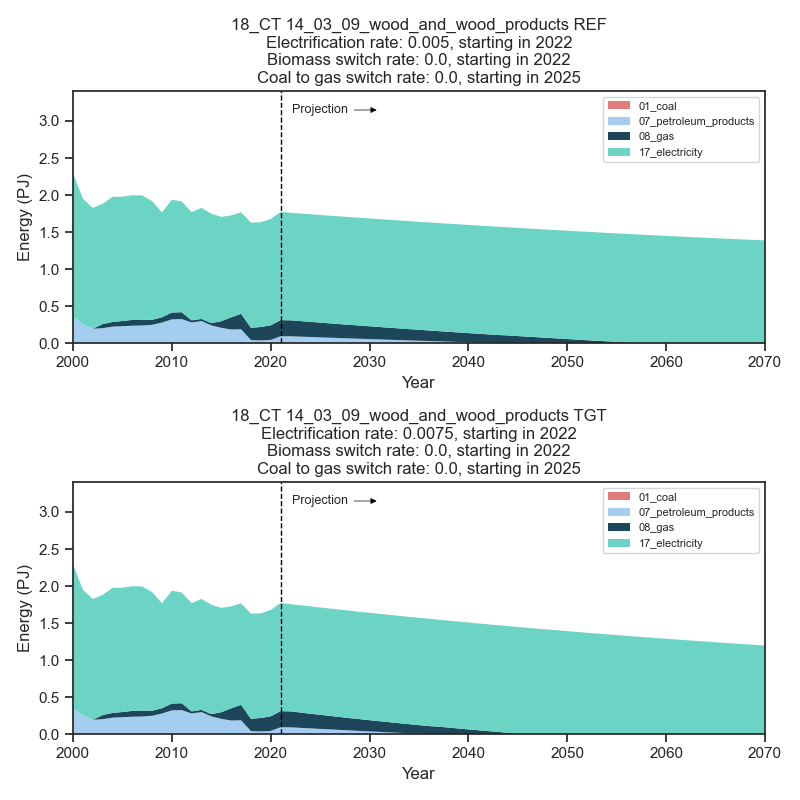 18_CT 14_03_09_wood_and_wood_products REF
Electrification rate: 0.005, starting in 2022
Biomass switch rate: 0.0, starting in 2022
Coal to gas switch rate: 0.0, starting in 2025
Projection
01_coal
07_petroleum_products
08_gas
17_electricity
3.0
2.5
2.0
1.5
1.0
0.5
0.0
Energy (PJ)
2000 2010 2020 2030 2040 2050 2060 2070
Year
18_CT 14_03_09_wood_and_wood_products TGT
Electrification rate: 0.0075, starting in 2022
Biomass switch rate: 0.0, starting in 2022
Coal to gas switch rate: 0.0, starting in 2025
Projection
01_coal
07_petroleum_products
08_gas
17_electricity
3.0
2.5
2.0
1.5
1.0
0.5
0.0
Energy (PJ)
2000 2010 2020 2030 2040 2050 2060 2070
Year